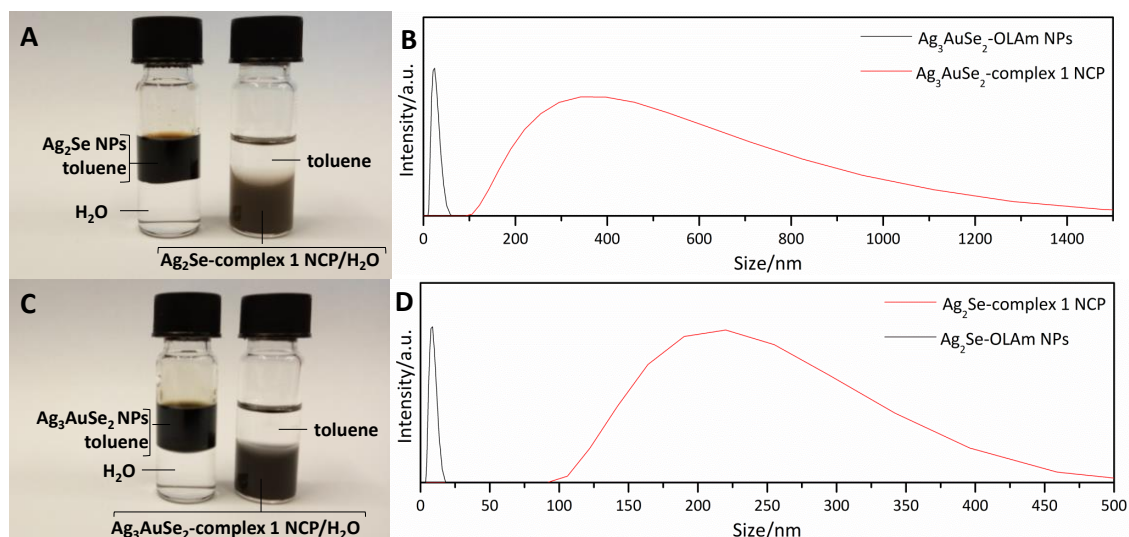 A
Ag₂Se NPs
toluene
H₂O
toluene
Ag₂Se-complex 1 NCP/H₂O
B
Intensity/a.u.
Ag₃AuSe₂-OLAm NPs
Ag₃AuSe₂-complex 1 NCP
0 200 400 600 800 1000 1200 1400
Size/nm
C
Ag₃AuSe₂ NPs
toluene
H₂O
toluene
Ag₃AuSe₂-complex 1 NCP/H₂O
D
Intensity/a.u.
Ag₂Se-complex 1 NCP
Ag₂Se-OLAm NPs
0 50 100 150 200 250 300 350 400 450 500
Size/nm